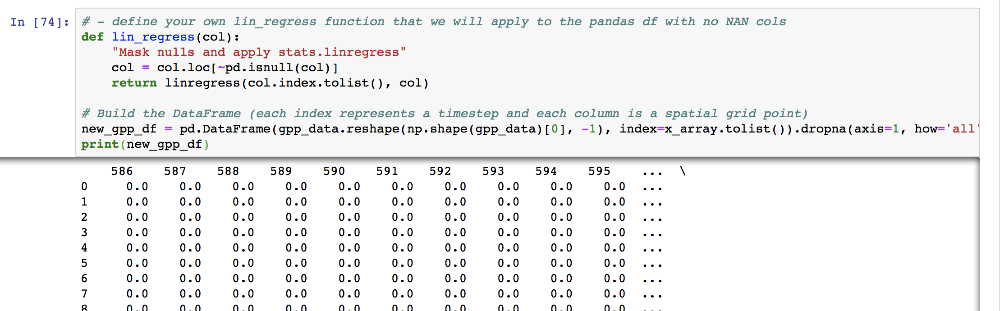 In [74]: # - define your own lin_regress function that we will apply to the pandas df with no NAN cols
def lin_regress(col):
    "Mask nulls and apply stats.linregress"
    col = col.loc[~pd.isnull(col)]
    return linregress(col.index.tolist(), col)
# Build the DataFrame (each index represents a timestep and each column is a spatial grid point)
new_gpp_df = pd.DataFrame(gpp_data.reshape(np.shape(gpp_data)[0], -1), index=x_array.tolist()).dropna(axis=1, how='all'
print(new_gpp_df)
586 587 588 589 590 591 592 593 594 595 ... \
0 0.0 0.0 0.0 0.0 0.0 0.0 0.0 0.0 0.0 0.0 ...
1 0.0 0.0 0.0 0.0 0.0 0.0 0.0 0.0 0.0 0.0 ...
2 0.0 0.0 0.0 0.0 0.0 0.0 0.0 0.0 0.0 0.0 ...
3 0.0 0.0 0.0 0.0 0.0 0.0 0.0 0.0 0.0 0.0 ...
4 0.0 0.0 0.0 0.0 0.0 0.0 0.0 0.0 0.0 0.0 ...
5 0.0 0.0 0.0 0.0 0.0 0.0 0.0 0.0 0.0 0.0 ...
6 0.0 0.0 0.0 0.0 0.0 0.0 0.0 0.0 0.0 0.0 ...
7 0.0 0.0 0.0 0.0 0.0 0.0 0.0 0.0 0.0 0.0 ...
8 0.0 0.0 0.0 0.0 0.0 0.0 0.0 0.0 0.0 0.0 ...